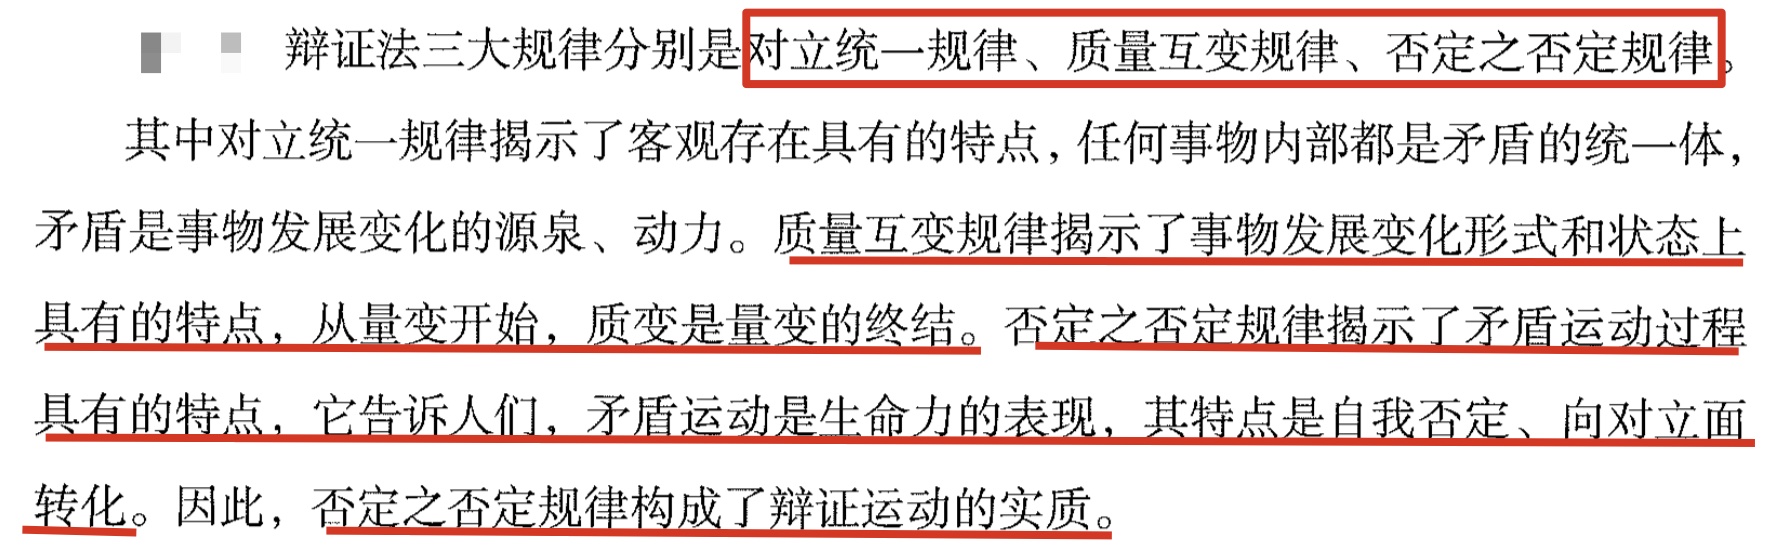 辩证法三大规律分别是对立统一规律、质量互变规律、否定之否定规律。
其中对立统一规律揭示了客观存在具有的特点，任何事物内部都是矛盾的统一体，
矛盾是事物发展变化的源泉、动力。质量互变规律揭示了事物发展变化形式和状态上
具有的特点，从量变开始，质变是量变的终结。否定之否定规律揭示了矛盾运动过程
具有的特点，它告诉人们，矛盾运动是生命力的表现，其特点是自我否定、向对立面
转化。因此，否定之否定规律构成了辩证运动的实质。